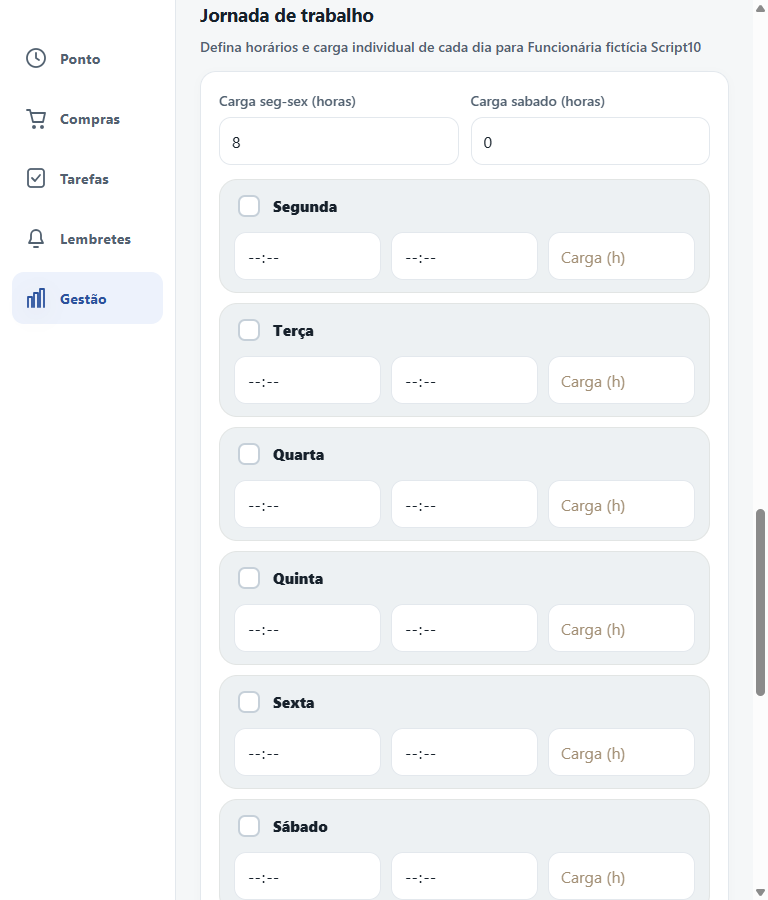 Ponto
Compras
Tarefas
Lembretes
Gestão
Jornada de trabalho
Defina horários e carga individual de cada dia para Funcionária fictícia Script10
Carga seg-sex (horas)
Carga sabado (horas)
8
0
Segunda
--:--
--:--
Carga (h)
Terça
--:--
--:--
Carga (h)
Quarta
--:--
--:--
Carga (h)
Quinta
--:--
--:--
Carga (h)
Sexta
--:--
--:--
Carga (h)
Sábado
--:--
--:--
Carga (h)